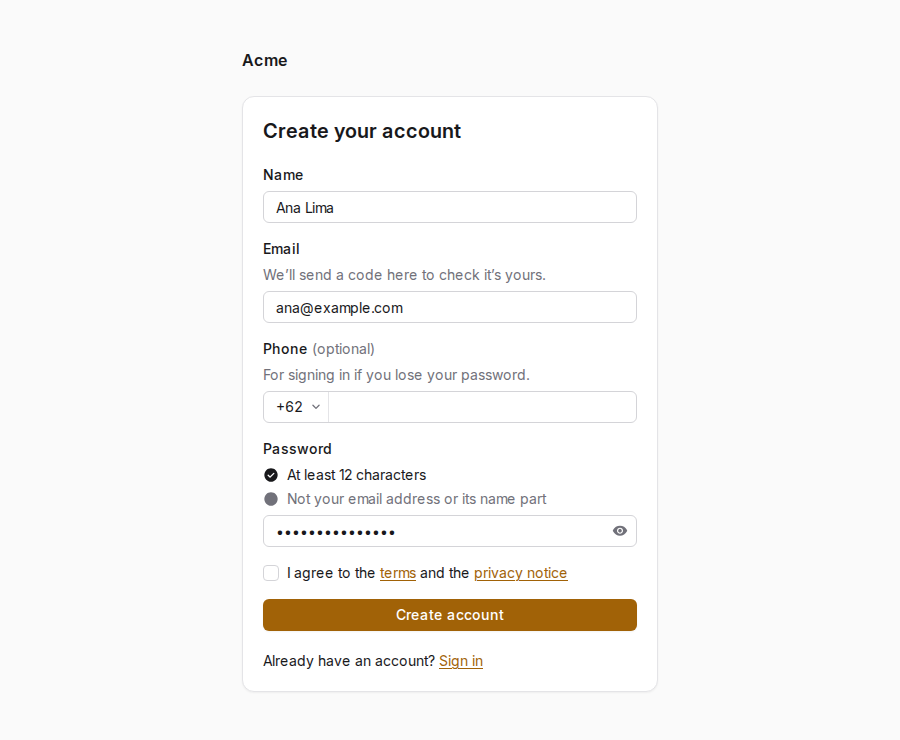 Acme
Create your account
Name
Ana Lima
Email
We’ll send a code here to check it’s yours.
ana@example.com
Phone (optional)
For signing in if you lose your password.
+62
Password
At least 12 characters
Not your email address or its name part
•••••••••••••••
I agree to the terms and the privacy notice
Create account
Already have an account? Sign in